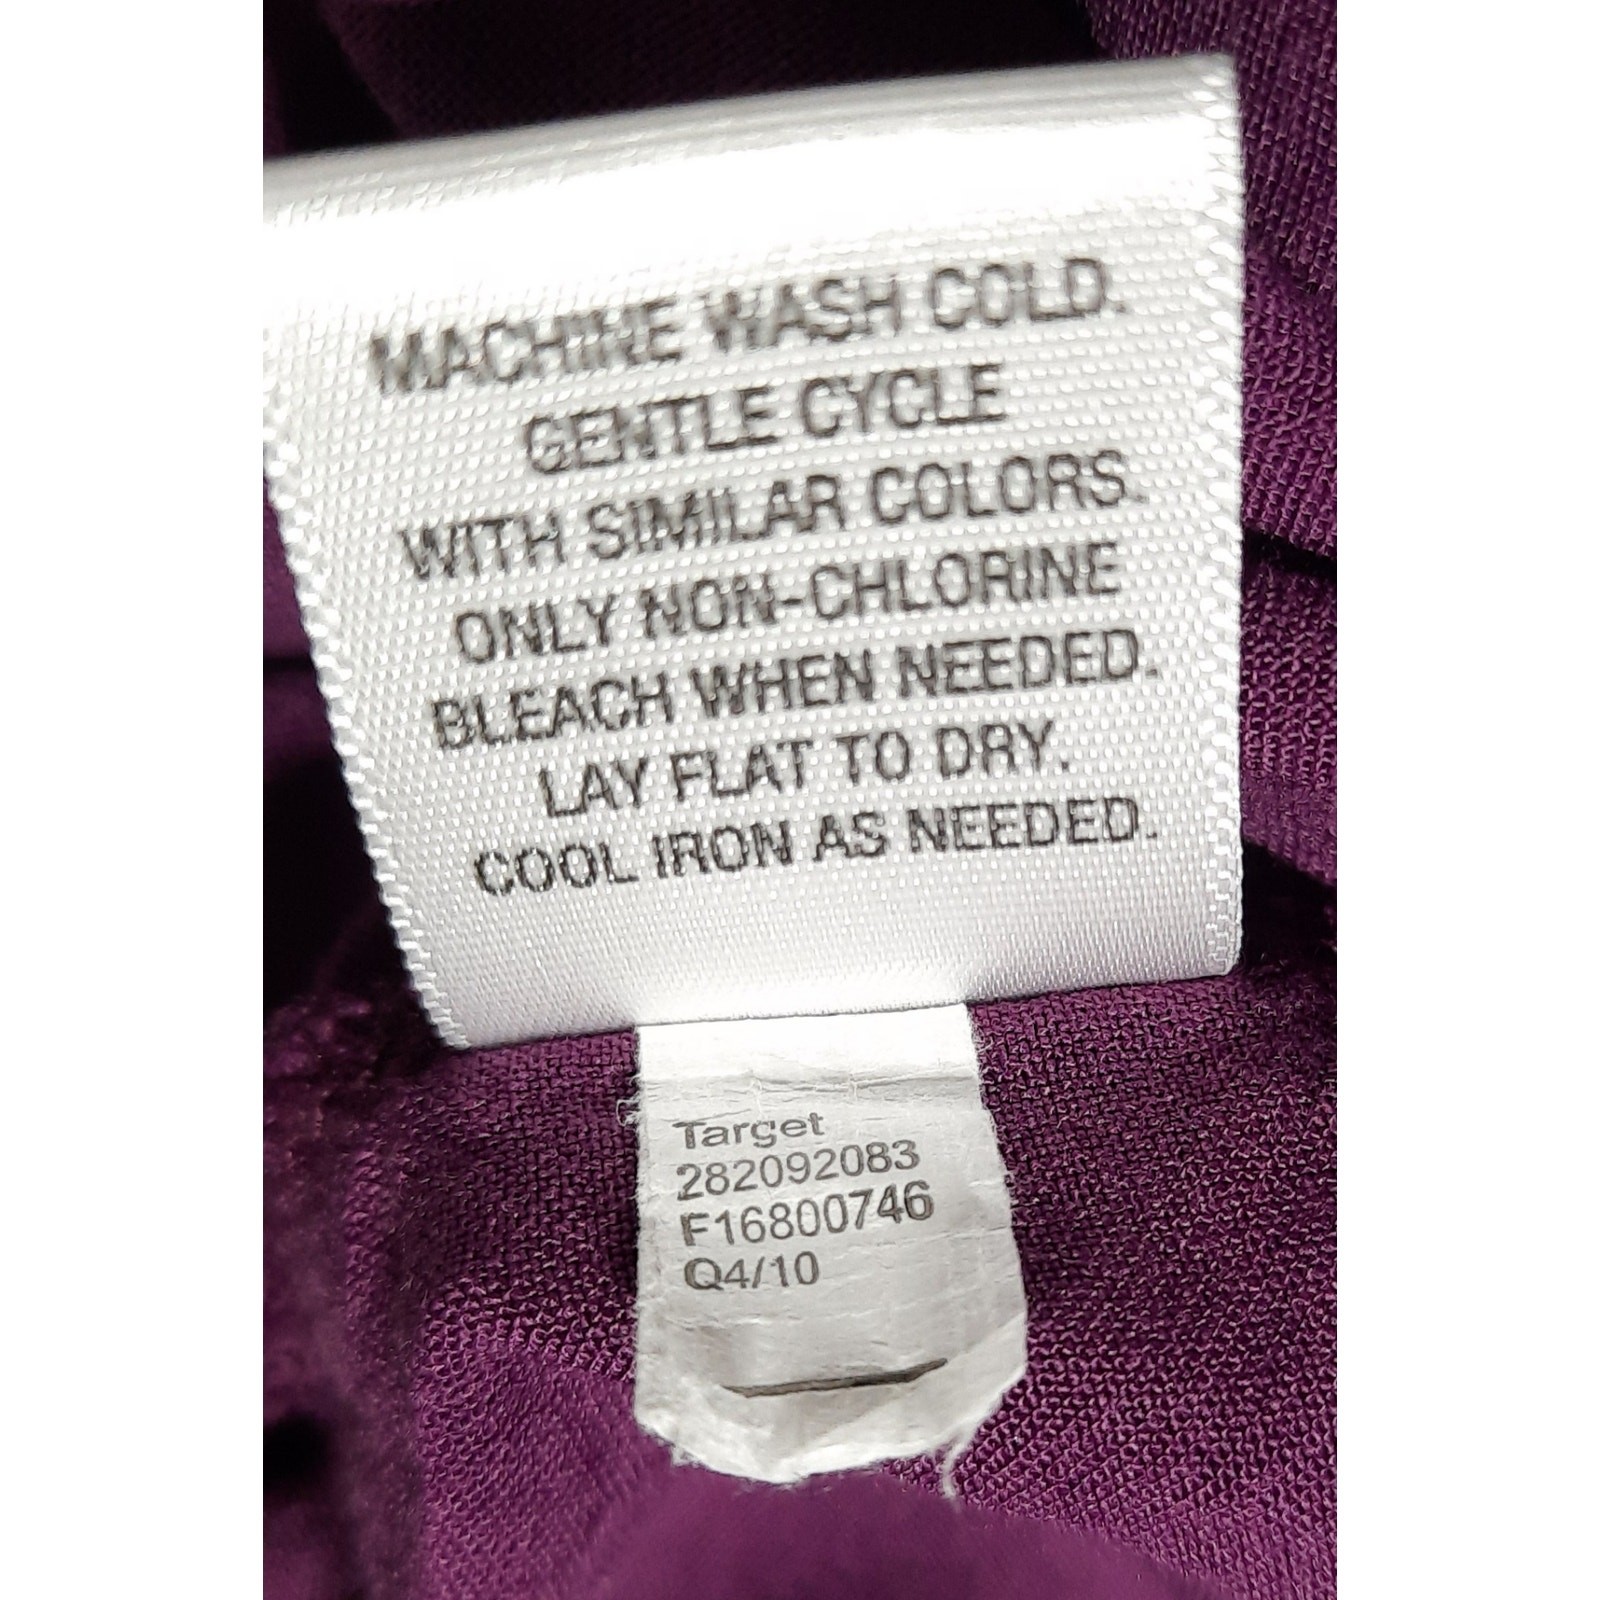 MACHINE WASH COLD.
GENTLE CYCLE
WITH SIMILAR COLORS.
ONLY NON-CHLORINE
BLEACH WHEN NEEDED.
LAY FLAT TO DRY.
COOL IRON AS NEEDED.
Target
282092083
F16800746
Q4/10